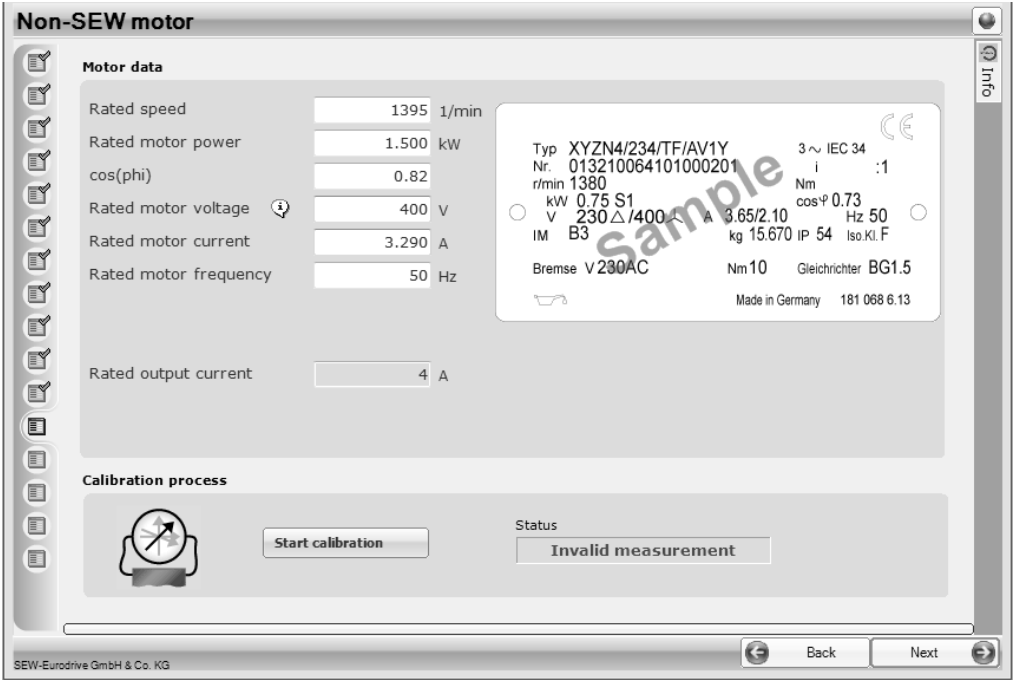 Non-SEW motor
Info
Motor data
Rated speed 1395 1/min
Rated motor power 1.500 kW
cos(phi) 0.82
Rated motor voltage 400 V
Rated motor current 3.290 A
Rated motor frequency 50 Hz
Rated output current 4 A
CE
Typ XYZN4/234/TF/AV1Y 3 ~ IEC 34
Nr. 013210064101000201 i :1
r/min 1380 Nm
kW 0.75 S1 cosφ 0.73
V 230 △ /400 A 3.65/2.10 Hz 50
IM B3 kg 15.670 IP 54 Iso.Kl. F
Bremse V 230AC Nm 10 Gleichrichter BG1.5
Made in Germany 181 068 6.13
Sample
Calibration process
Start calibration
Status
Invalid measurement
SEW-Eurodrive GmbH & Co. KG
Back
Next